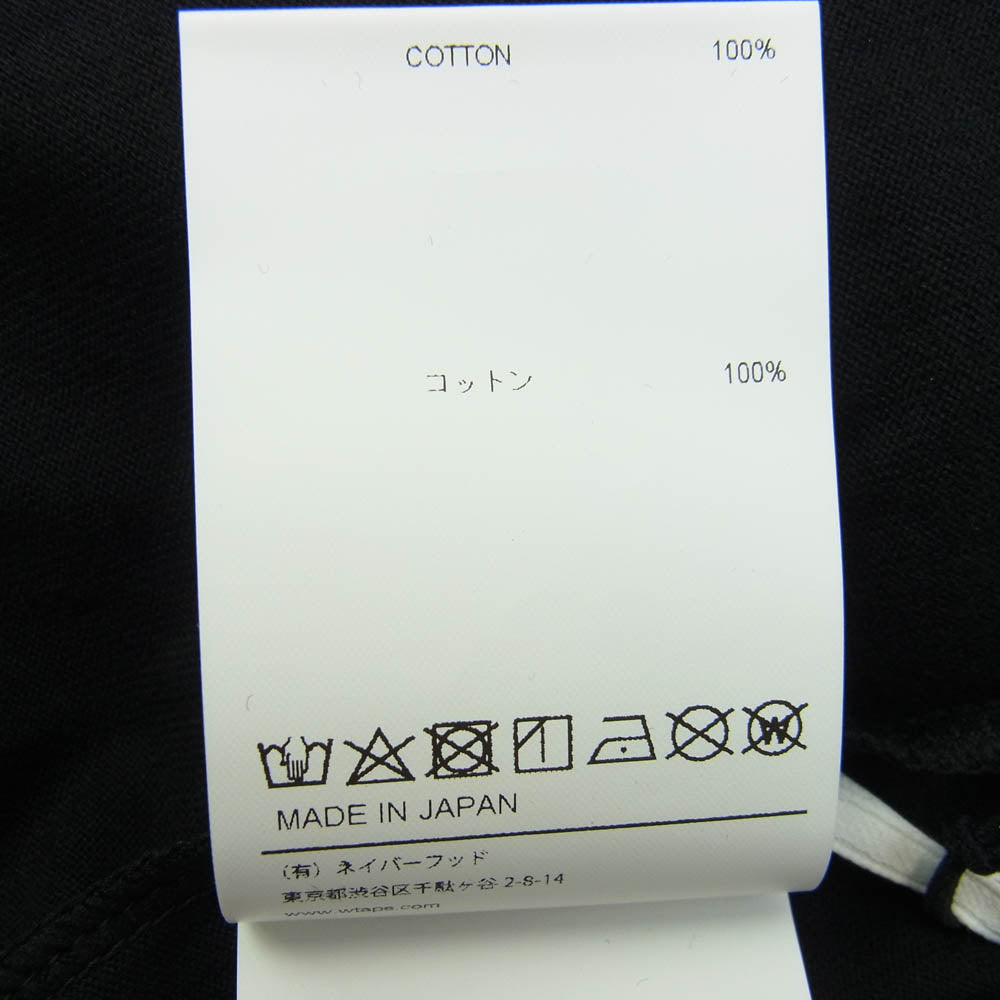 COTTON 100%
コットン 100%
W
MADE IN JAPAN
(有) ネイバーフッド
東京都渋谷区千駄ヶ谷 2-8-14
www.wtaps.com